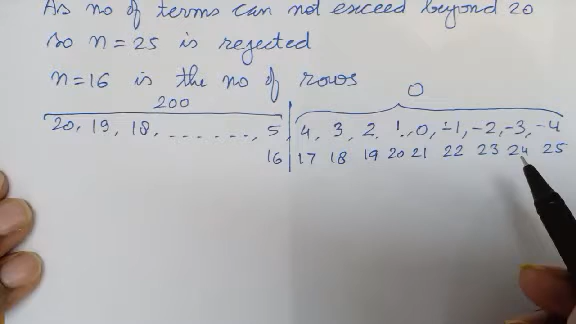 As no of terms can not exceed beyond 20
so n = 25 is rejected
n = 16 is the no of rows
200 0
20, 19, 18, ------, 5, 4, 3, 2, 1, 0, -1, -2, -3, -4
16 17 18 19 20 21 22 23 24 25